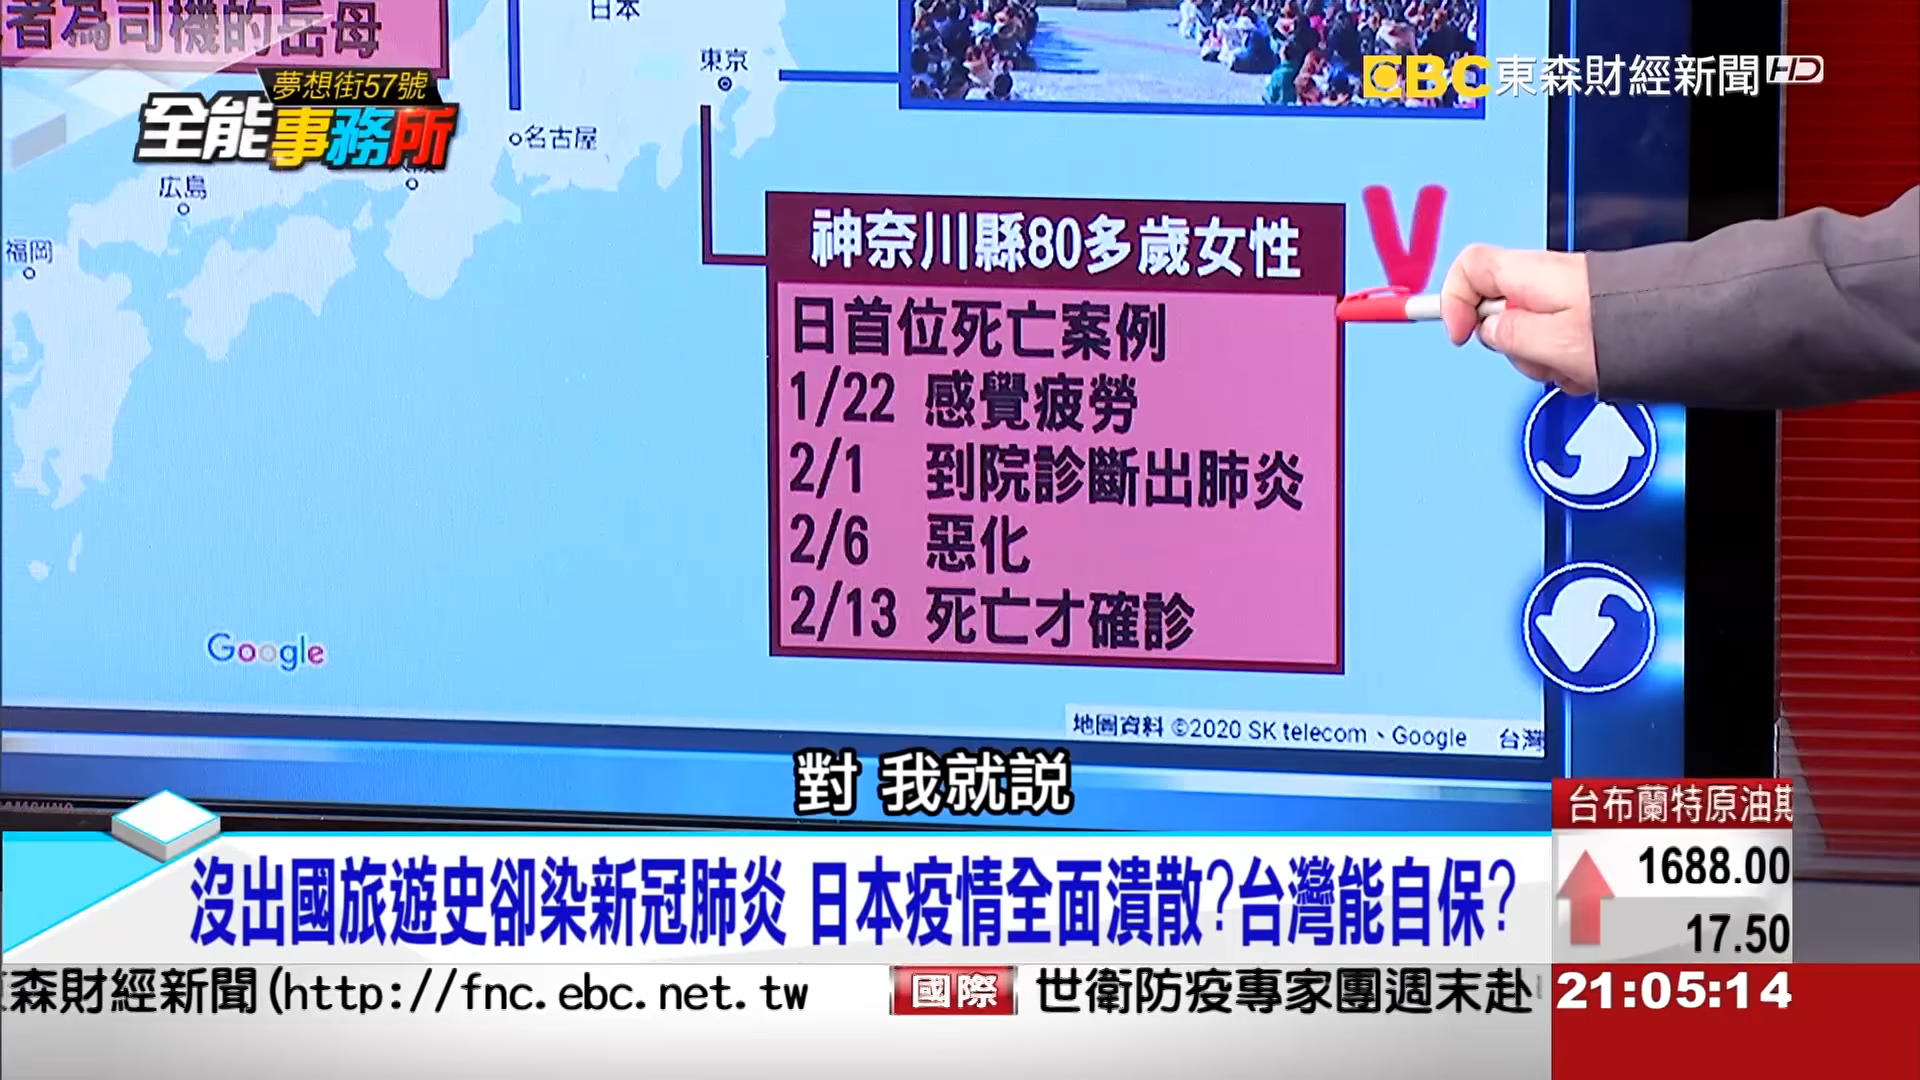 者為司機的岳母
日本
東京
夢想街57號
全能事務所
EBC東森財經新聞HD
名古屋
広島
福岡
神奈川縣80多歲女性
日首位死亡案例
1/22 感覺疲勞
2/1 到院診斷出肺炎
2/6 惡化
2/13 死亡才確診
V
Google
地圖資料 ©2020 SK telecom、Google 台灣
對 我就説
沒出國旅遊史卻染新冠肺炎 日本疫情全面潰散?台灣能自保?
台布蘭特原油期
1688.00
17.50
森財經新聞(http://fnc.ebc.net.tw
國際 世衛防疫專家團週末赴
21:05:14